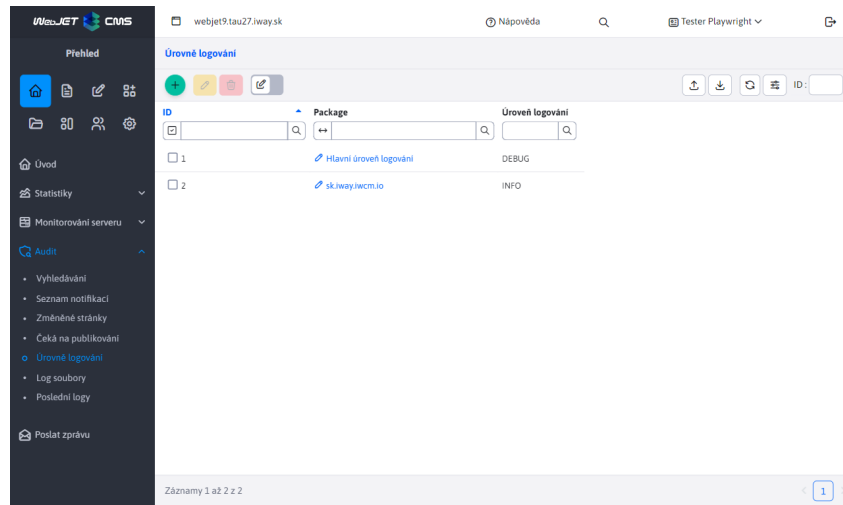 WebJET CMS
webjet9.tau27.iway.sk
Nápověda
Tester Playwright
Přehled
Úrovně logování
ID:
ID
Package
Úroveň logování
1
Hlavní úroveň logování
DEBUG
2
sk.iway.iwcm.io
INFO
Úvod
Statistiky
Monitorování serveru
Audit
Vyhledávání
Seznam notifikací
Změněné stránky
Čeká na publikování
Úrovně logování
Log soubory
Poslední logy
Poslat zprávu
Záznamy 1 až 2 z 2
1